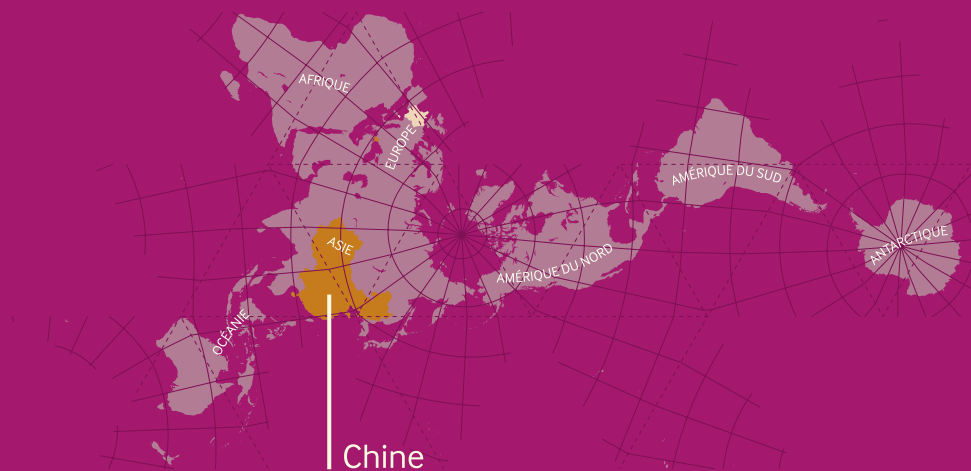 AFRIQUE
EUROPE
AMÉRIQUE DU SUD
ASIE
AMÉRIQUE DU NORD
ANTARCTIQUE
OCÉANIE
Chine